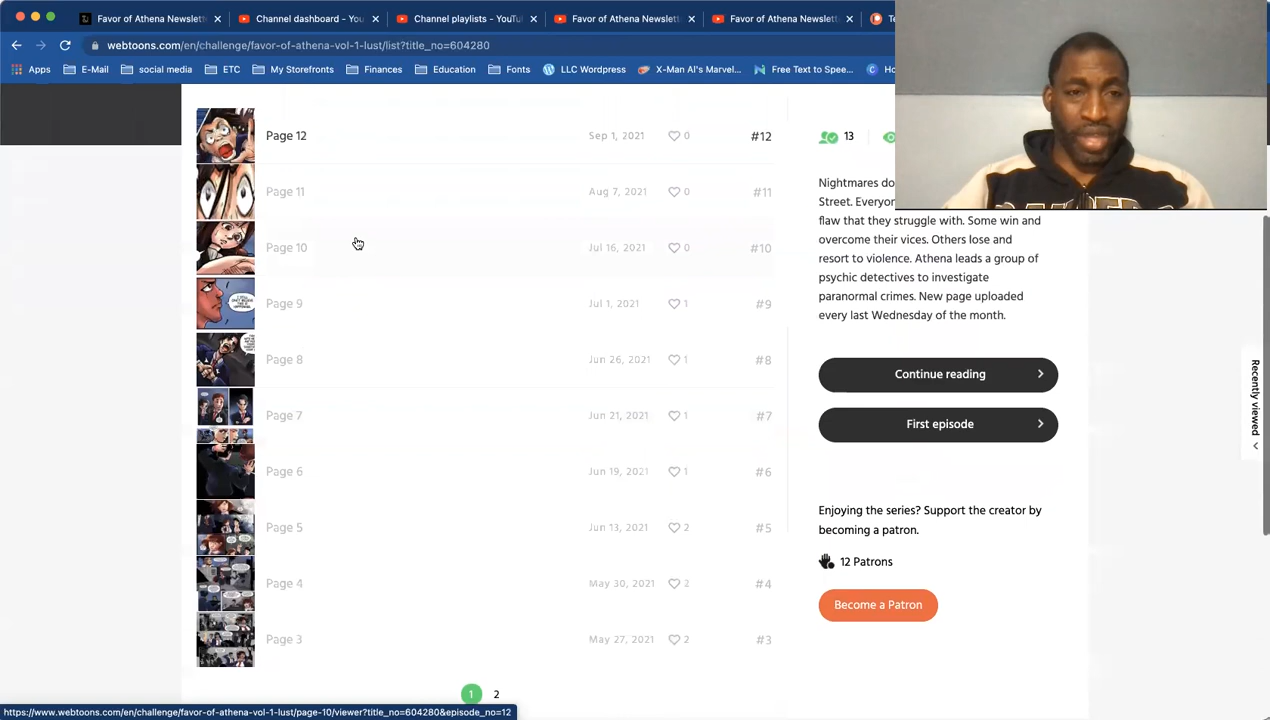 Favor of Athena Newslett
Channel dashboard - You
Channel playlists - YouTu
Favor of Athena Newslett
Favor of Athena Newslett
webtoons.com/en/challenge/favor-of-athena-vol-1-lust/list?title_no=604280
Apps E-Mail social media ETC My Storefronts Finances Education Fonts LLC Wordpress X-Man AI's Marvel... Free Text to Spee...
Page 12 Sep 1, 2021 0 #12
Page 11 Aug 7, 2021 0 #11
Page 10 Jul 16, 2021 0 #10
Page 9 Jul 1, 2021 1 #9
Page 8 Jun 26, 2021 1 #8
Page 7 Jun 21, 2021 1 #7
Page 6 Jun 19, 2021 1 #6
Page 5 Jun 13, 2021 2 #5
Page 4 May 30, 2021 2 #4
Page 3 May 27, 2021 2 #3
1 2
13
Nightmares do
Street. Everyon
flaw that they struggle with. Some win and
overcome their vices. Others lose and
resort to violence. Athena leads a group of
psychic detectives to investigate
paranormal crimes. New page uploaded
every last Wednesday of the month.
Continue reading
First episode
Enjoying the series? Support the creator by
becoming a patron.
12 Patrons
Become a Patron
Recently viewed
https://www.webtoons.com/en/challenge/favor-of-athena-vol-1-lust/page-10/viewer?title_no=604280&episode_no=12